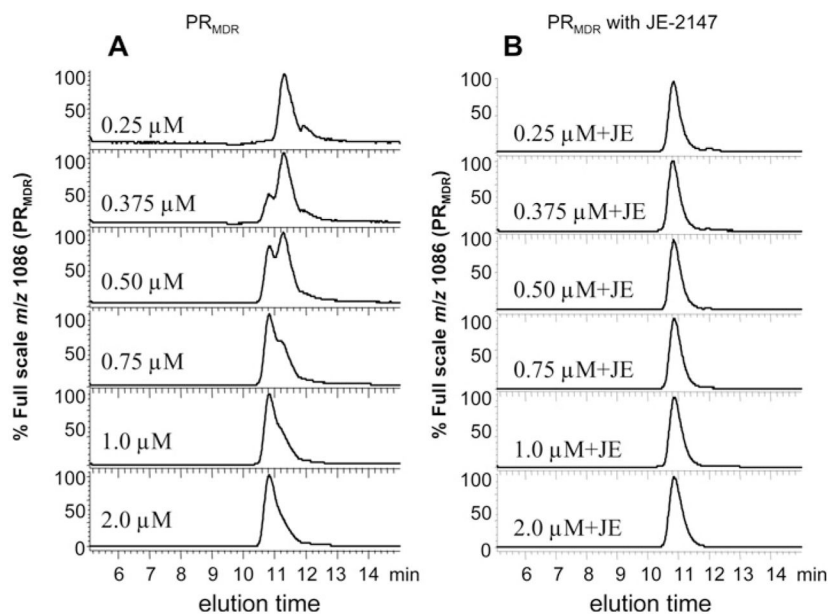 A
PR_MDR
% Full scale m/z 1086 (PR_MDR)
100
50
0.25 µM
100
50
0.375 µM
100
50
0.50 µM
100
50
0.75 µM
100
50
1.0 µM
100
50
0
2.0 µM
6 7 8 9 10 11 12 13 14 min
elution time
B
PR_MDR with JE-2147
% Full scale m/z 1086 (PR_MDR)
100
50
0.25 µM+JE
100
50
0.375 µM+JE
100
50
0.50 µM+JE
100
50
0.75 µM+JE
100
50
1.0 µM+JE
100
50
0
2.0 µM+JE
6 7 8 9 10 11 12 13 14 min
elution time